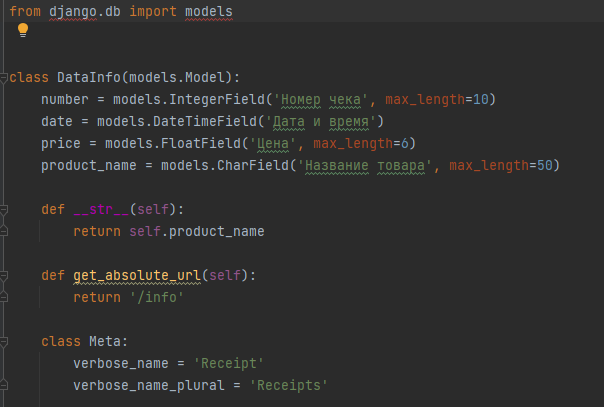 from django.db import models
class DataInfo(models.Model):
    number = models.IntegerField('Номер чека', max_length=10)
    date = models.DateTimeField('Дата и время')
    price = models.FloatField('Цена', max_length=6)
    product_name = models.CharField('Название товара', max_length=50)
    def __str__(self):
        return self.product_name
    def get_absolute_url(self):
        return '/info'
    class Meta:
        verbose_name = 'Receipt'
        verbose_name_plural = 'Receipts'